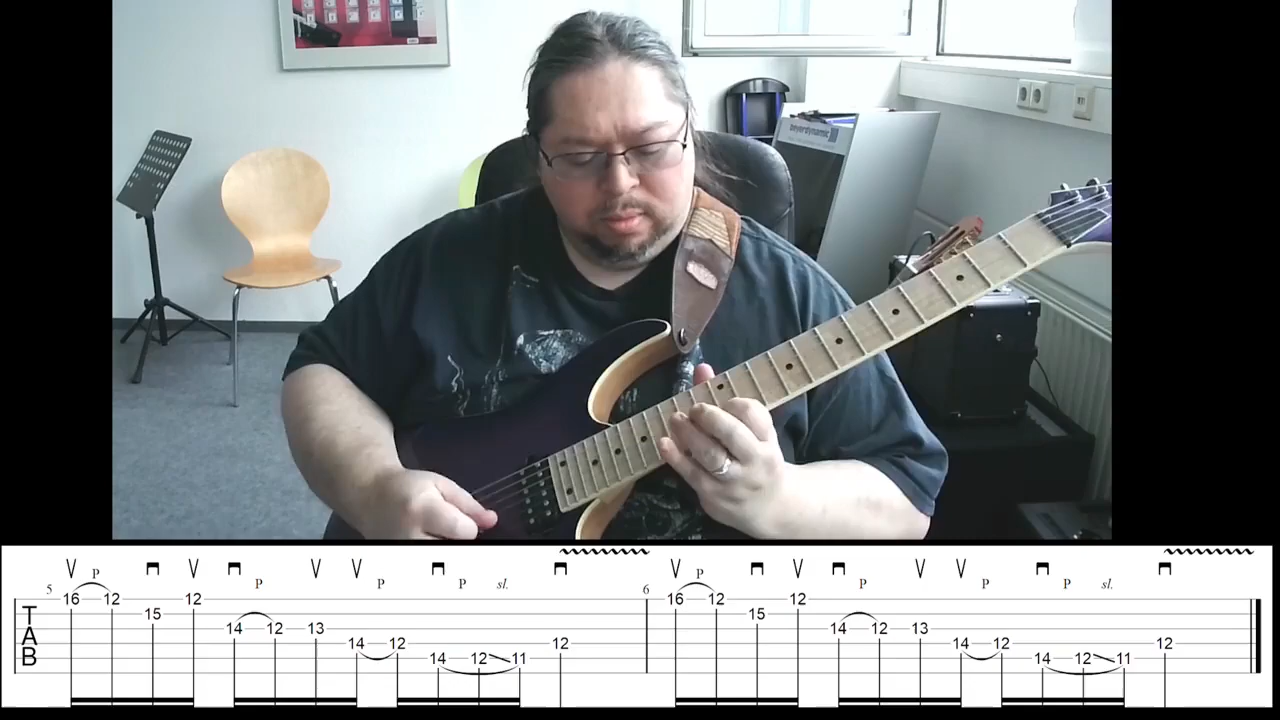 beyerdynamic
P P P P sl. P P P P sl.
5 16 12 12 6 16 12 12
T 15 15
14 12 13 14 12 13
A 14 12 12 14 12 12
B 14 12 11 14 12 11